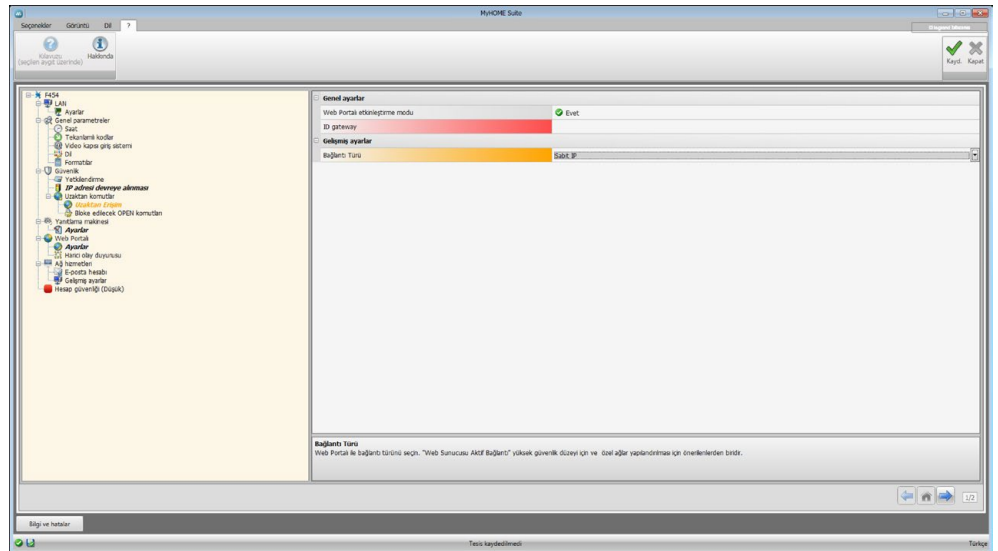 MyHOME Suite
Seçenekler Görüntü Dil ?
Kılavuzu
(seçilen aygıt üzerinde)
Hakkında
Kayd. Kapat
F454
LAN
Ayarlar
Genel parametreler
Saat
Tekanlamlı kodlar
Video kapsı giriş sistemi
Dil
Formatlar
Güvenlik
Yetkilendirme
IP adresi devreye alınması
Uzaktan komutlar
Uzaktan Erişim
Bloke edilecek OPEN komutları
Yanıtlama makinesi
Ayarlar
Web Portalı
Ayarlar
Harici olay duyurusu
Ağ hizmetleri
E-posta hesabı
Gelişmiş ayarlar
Hesap güvenliği (Düşük)
Genel ayarlar
Web Portalı etkinleştirme modu Evet
ID gateway
Gelişmiş ayarlar
Bağlantı Türü Sabit IP
Bağlantı Türü
Web Portalı ile bağlantı türünü seçin. "Web Sunucusu Aktif Bağlantı" yüksek güvenlik düzeyi için ve özel ağlar yapılandırılması için önerilenlerden biridir.
1/2
Bilgi ve hatalar
Tesis kaydedilmedi
Türkçe